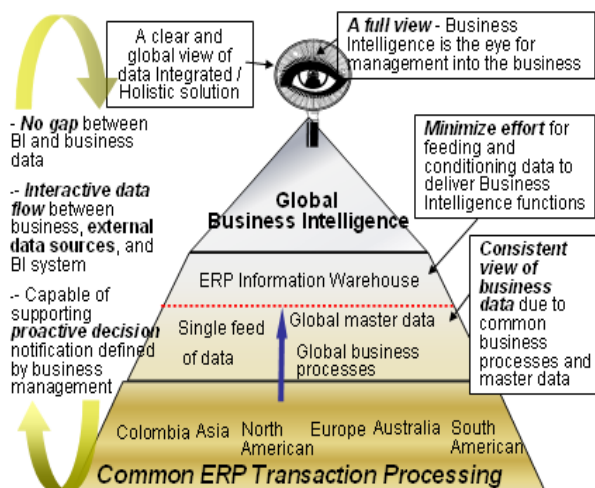 A clear and
global view of
data Integrated /
Holistic solution
A full view - Business
Intelligence is the eye for
management into the business
- No gap between
BI and business
data
-- Interactive data
flow between
business, external
data sources, and
BI system
-- Capable of
supporting
proactive decision
notification defined
by business
management
Minimize effort for
feeding and
conditioning data to
deliver Business
Intelligence functions
Consistent
view of
business
data due to
common
business
processes and
master data
Global
Business Intelligence
ERP Information Warehouse
Single feed
of data
Global master data
Global business
processes
Colombia Asia North
American Europe Australia South
American
Common ERP Transaction Processing